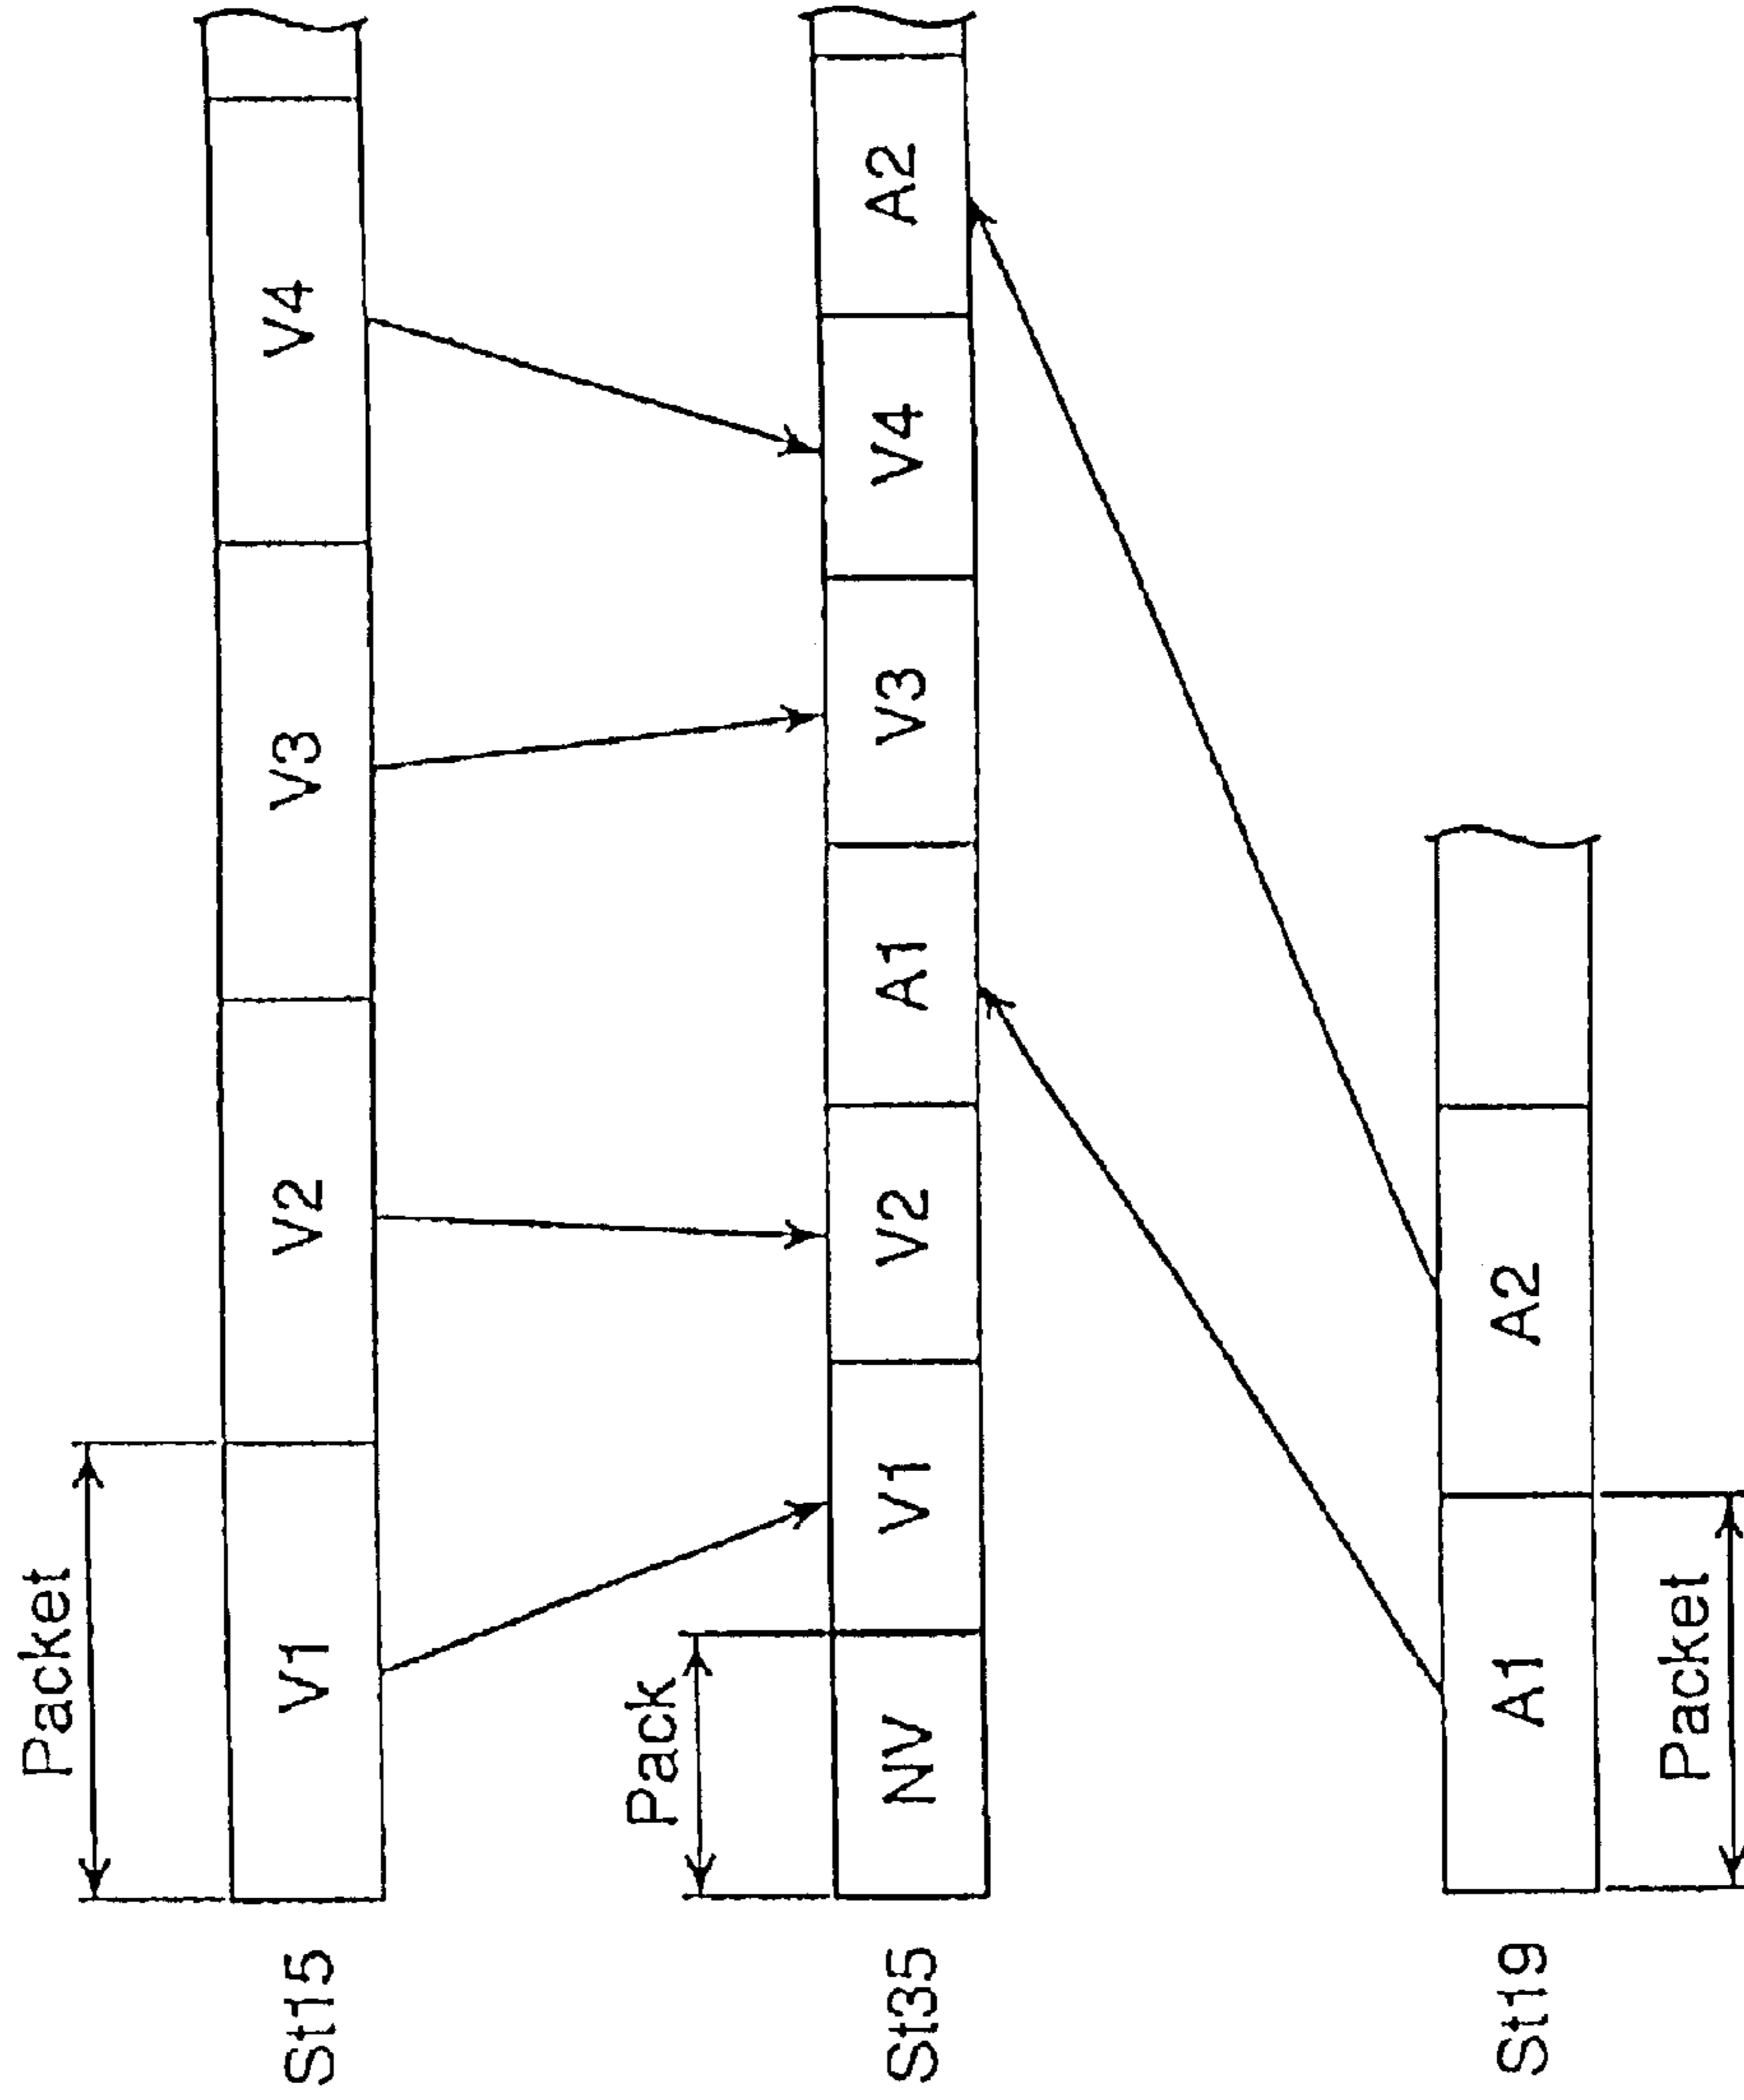 Packet
St15 V1 V2 V3 V4
Pack
St35 NV V1 V2 A1 V3 V4 A2
St19 A1 A2
Packet